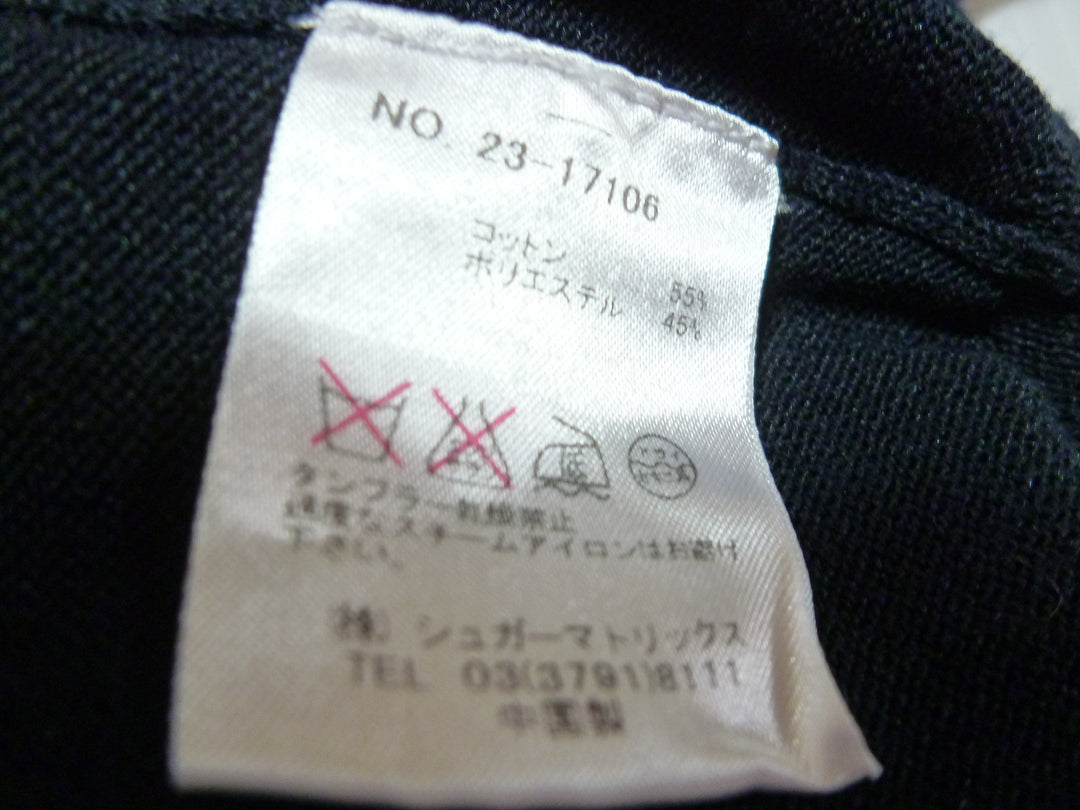 NO. 23-17106
コットン 55%
ポリエステル 45%
タンブラー乾燥禁止
過度なスチームアイロンはお避け
下さい。
(株) シュガーマトリックス
TEL 03(3791)8111
中国製